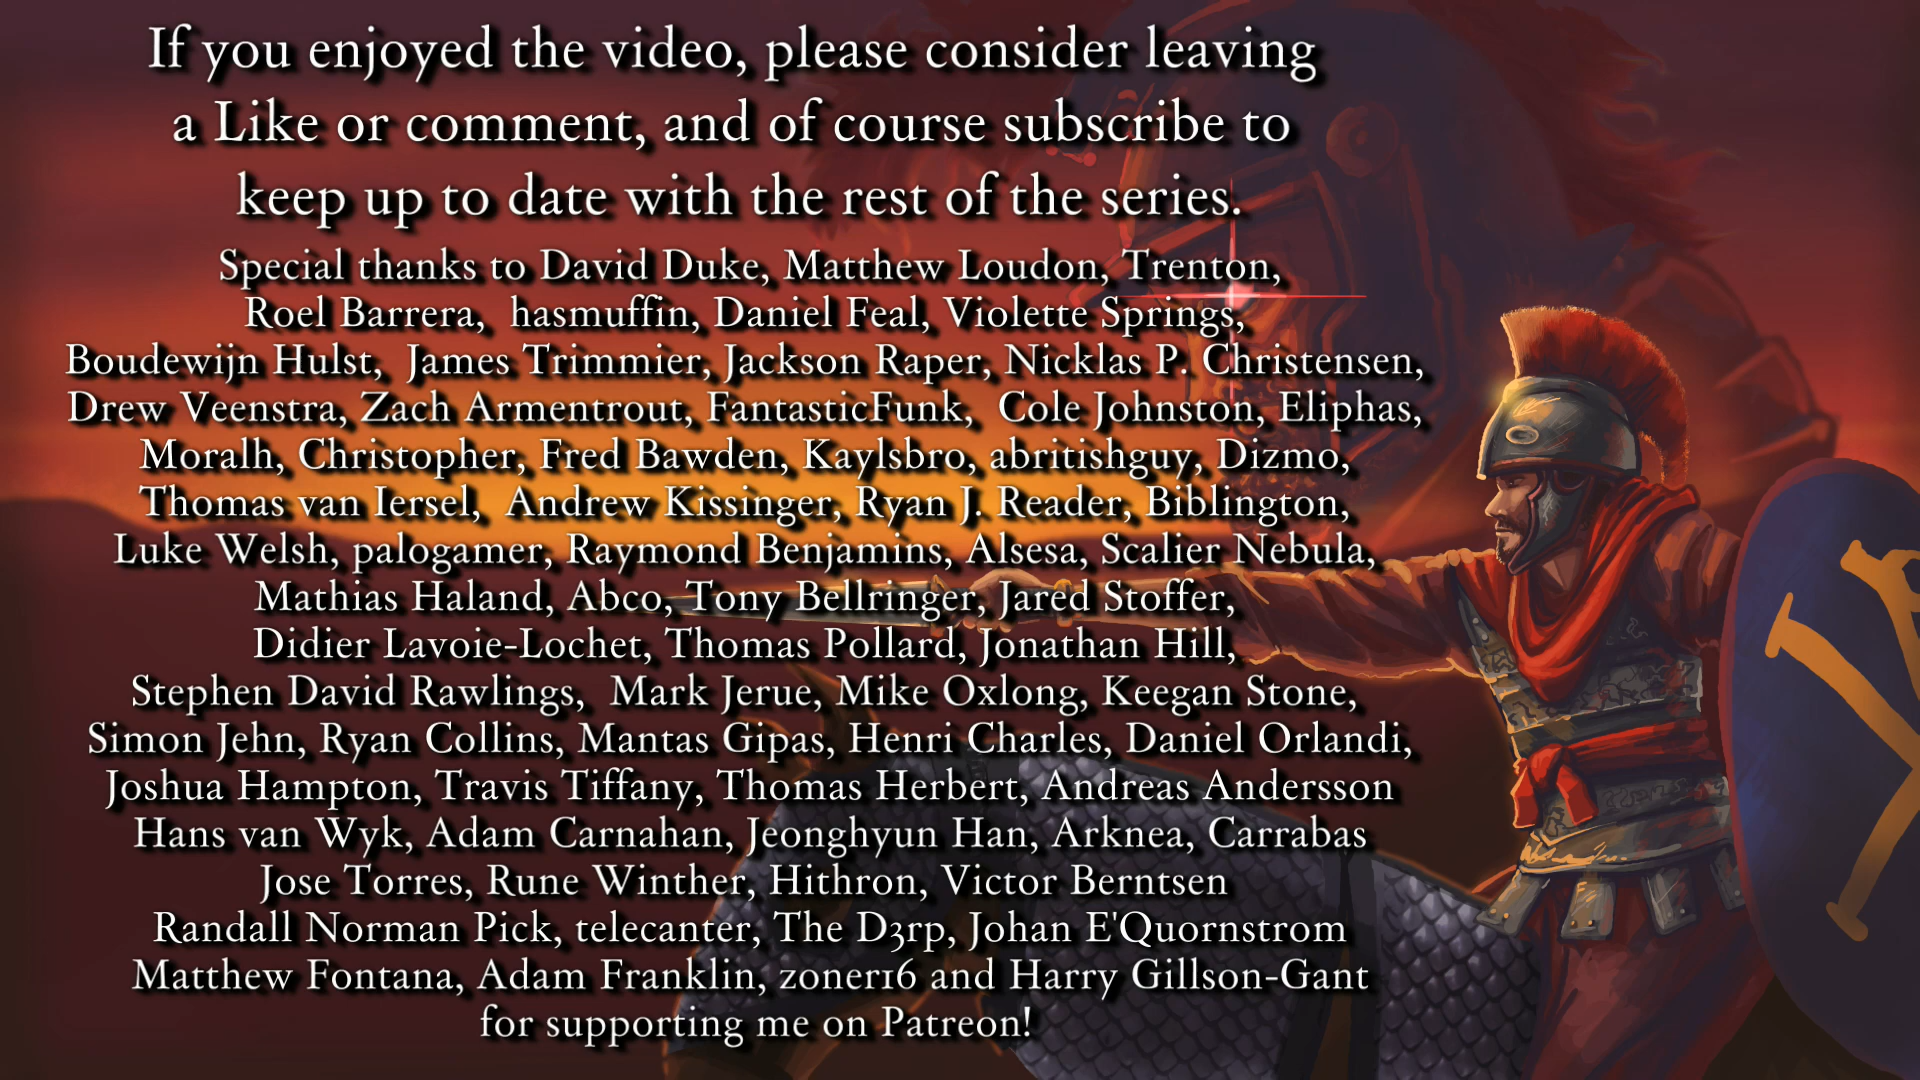 If you enjoyed the video, please consider leaving
a Like or comment, and of course subscribe to
keep up to date with the rest of the series.
Special thanks to David Duke, Matthew Loudon, Trenton,
Roel Barrera, hasmuffin, Daniel Feal, Violette Springs,
Boudewijn Hulst, James Trimmier, Jackson Raper, Nicklas P. Christensen,
Drew Veenstra, Zach Armentrout, FantasticFunk, Cole Johnston, Eliphas,
Moralh, Christopher, Fred Bawden, Kaylsbro, abritishguy, Dizmo,
Thomas van Iersel, Andrew Kissinger, Ryan J. Reader, Biblington,
Luke Welsh, palogamer, Raymond Benjamins, Alsesa, Scalier Nebula,
Mathias Haland, Abco, Tony Bellringer, Jared Stoffer,
Didier Lavoie-Lochet, Thomas Pollard, Jonathan Hill,
Stephen David Rawlings, Mark Jerue, Mike Oxlong, Keegan Stone,
Simon Jehn, Ryan Collins, Mantas Gipas, Henri Charles, Daniel Orlandi,
Joshua Hampton, Travis Tiffany, Thomas Herbert, Andreas Andersson
Hans van Wyk, Adam Carnahan, Jeonghyun Han, Arknea, Carrabas
Jose Torres, Rune Winther, Hithron, Victor Berntsen
Randall Norman Pick, telecanter, The D3rp, Johan E'Quornstrom
Matthew Fontana, Adam Franklin, zoner16 and Harry Gillson-Gant
for supporting me on Patreon!